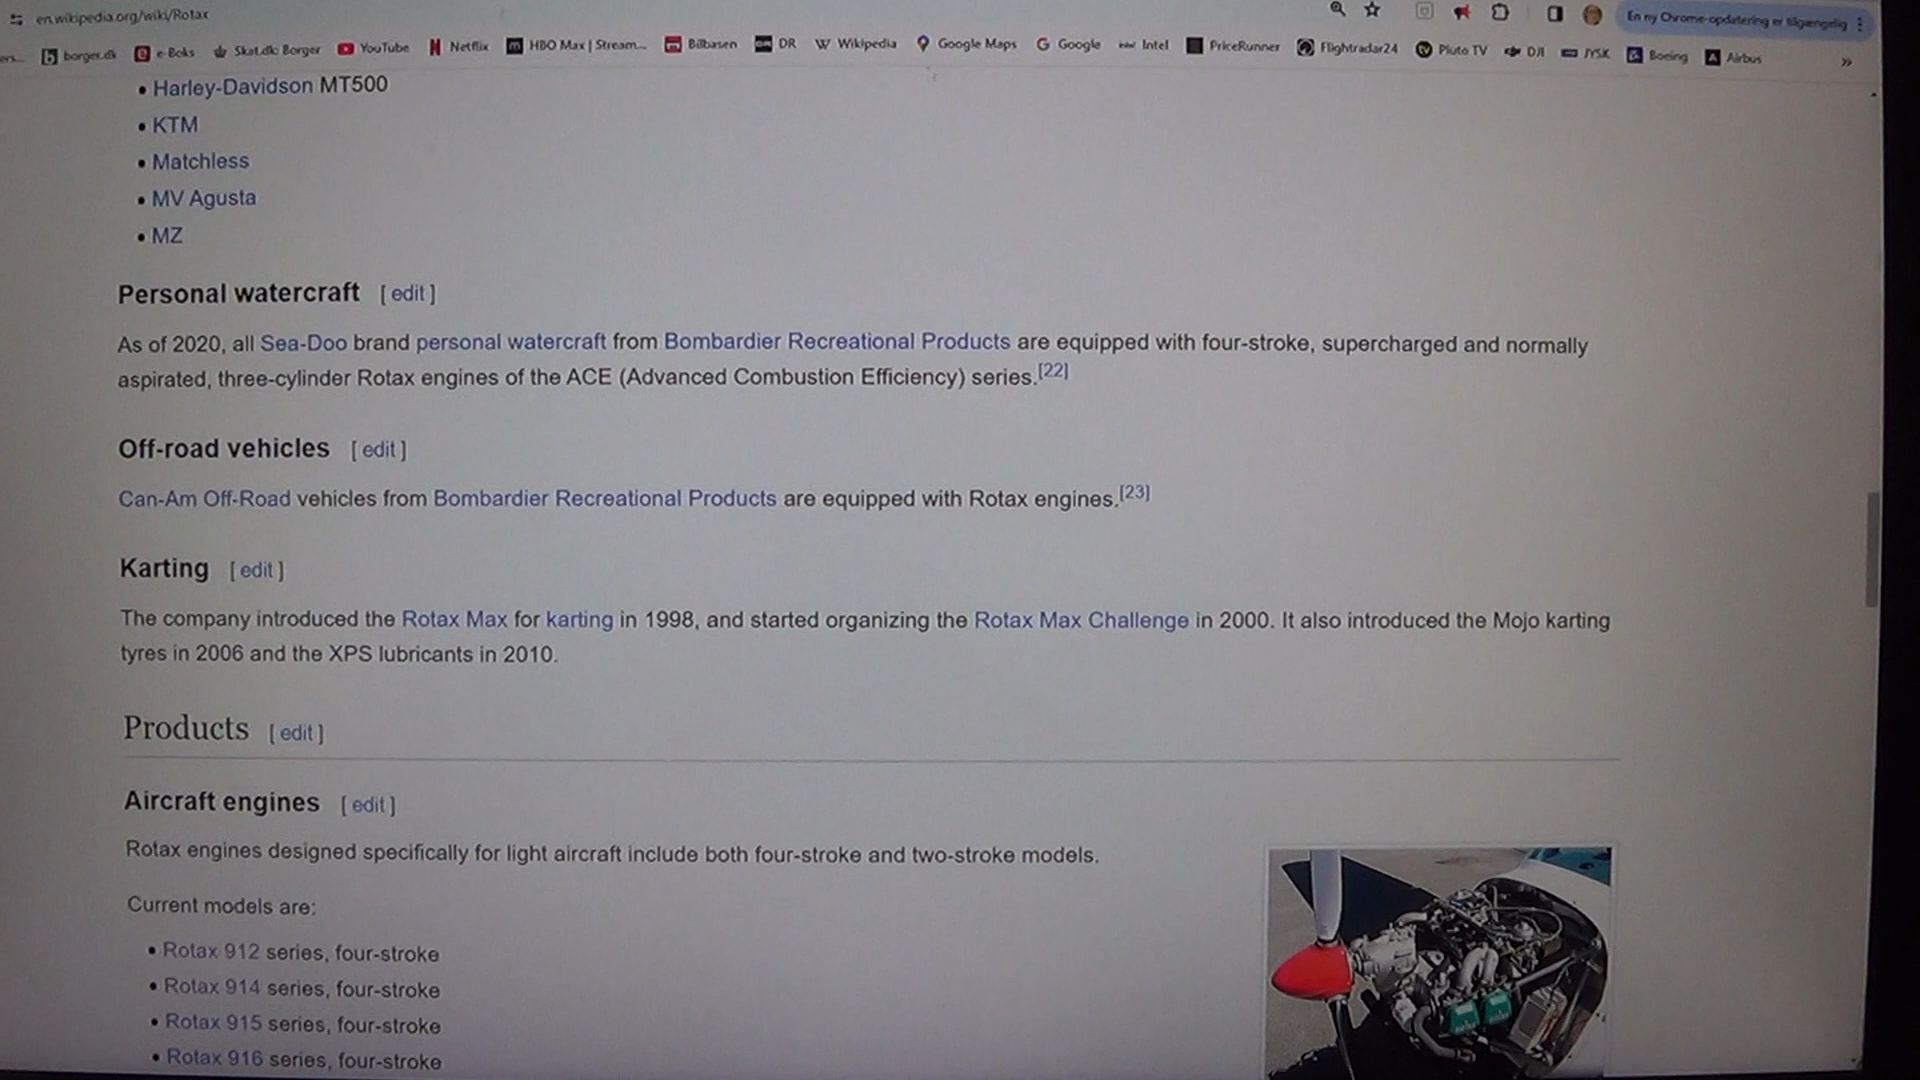 en.wikipedia.org/wiki/Rotax
En ny Chrome-opdatering er tilgængelig
borger.dk e-Boks Skat.dk: Borger YouTube Netflix HBO Max | Stream... Bilbasen DR Wikipedia Google Maps Google Intel PriceRunner Flightradar24 Pluto TV DJI JYSK Boeing Airbus »
• Harley-Davidson MT500
• KTM
• Matchless
• MV Agusta
• MZ
Personal watercraft [ edit ]
As of 2020, all Sea-Doo brand personal watercraft from Bombardier Recreational Products are equipped with four-stroke, supercharged and normally
aspirated, three-cylinder Rotax engines of the ACE (Advanced Combustion Efficiency) series.[22]
Off-road vehicles [ edit ]
Can-Am Off-Road vehicles from Bombardier Recreational Products are equipped with Rotax engines.[23]
Karting [ edit ]
The company introduced the Rotax Max for karting in 1998, and started organizing the Rotax Max Challenge in 2000. It also introduced the Mojo karting
tyres in 2006 and the XPS lubricants in 2010.
Products [ edit ]
Aircraft engines [ edit ]
Rotax engines designed specifically for light aircraft include both four-stroke and two-stroke models.
Current models are:
• Rotax 912 series, four-stroke
• Rotax 914 series, four-stroke
• Rotax 915 series, four-stroke
• Rotax 916 series, four-stroke